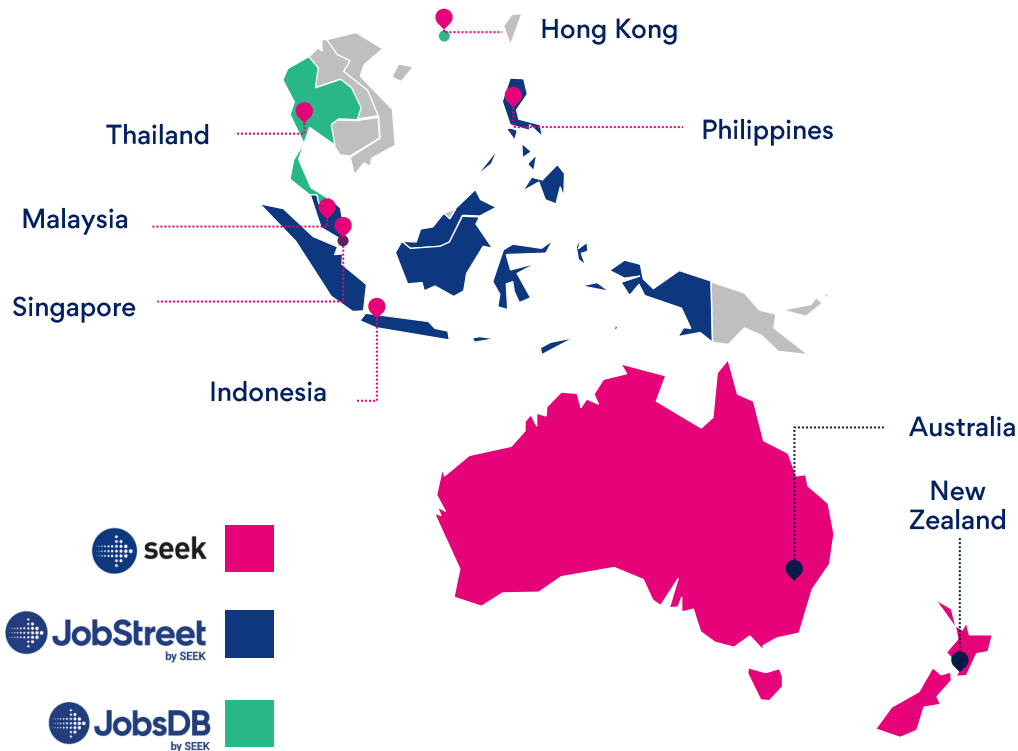 Hong Kong
Philippines
Thailand
Malaysia
Singapore
Indonesia
Australia
New
Zealand
seek
JobStreet
by SEEK
JobsDB
by SEEK